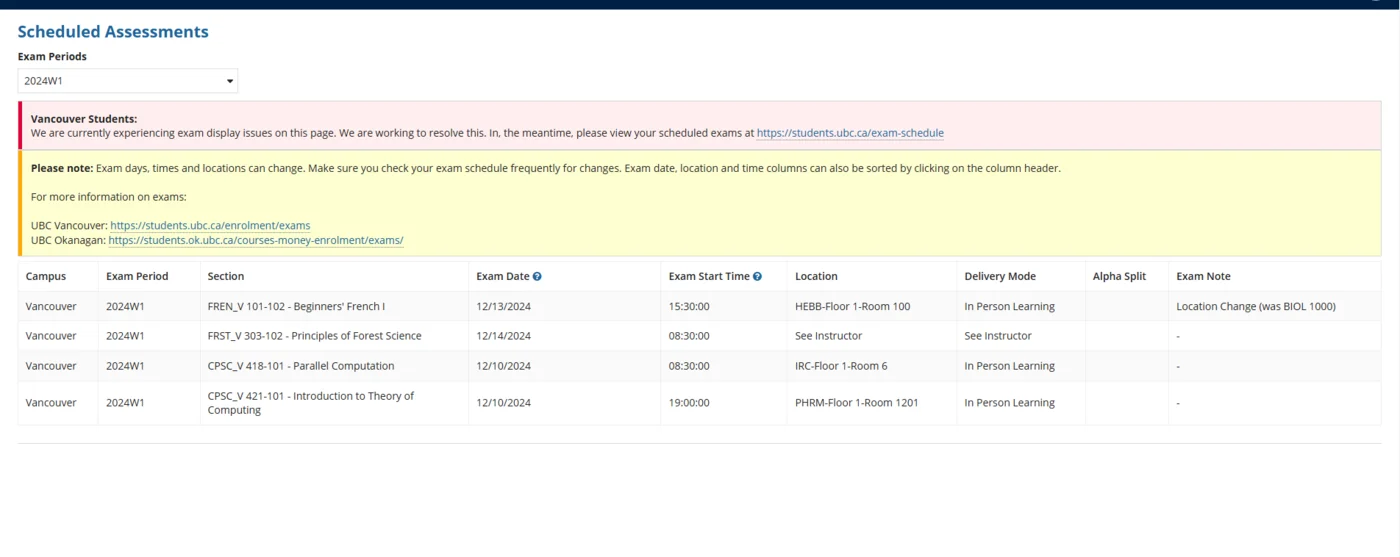 Scheduled Assessments
Exam Periods
2024W1
Vancouver Students:
We are currently experiencing exam display issues on this page. We are working to resolve this. In, the meantime, please view your scheduled exams at https://students.ubc.ca/exam-schedule
Please note: Exam days, times and locations can change. Make sure you check your exam schedule frequently for changes. Exam date, location and time columns can also be sorted by clicking on the column header.
For more information on exams:
UBC Vancouver: https://students.ubc.ca/enrolment/exams
UBC Okanagan: https://students.ok.ubc.ca/courses-money-enrolment/exams/
Campus Exam Period Section Exam Date ? Exam Start Time ? Location Delivery Mode Alpha Split Exam Note
Vancouver 2024W1 FREN_V 101-102 - Beginners' French I 12/13/2024 15:30:00 HEBB-Floor 1-Room 100 In Person Learning Location Change (was BIOL 1000)
Vancouver 2024W1 FRST_V 303-102 - Principles of Forest Science 12/14/2024 08:30:00 See Instructor See Instructor -
Vancouver 2024W1 CPSC_V 418-101 - Parallel Computation 12/10/2024 08:30:00 IRC-Floor 1-Room 6 In Person Learning -
Vancouver 2024W1 CPSC_V 421-101 - Introduction to Theory of
Computing 12/10/2024 19:00:00 PHRM-Floor 1-Room 1201 In Person Learning -